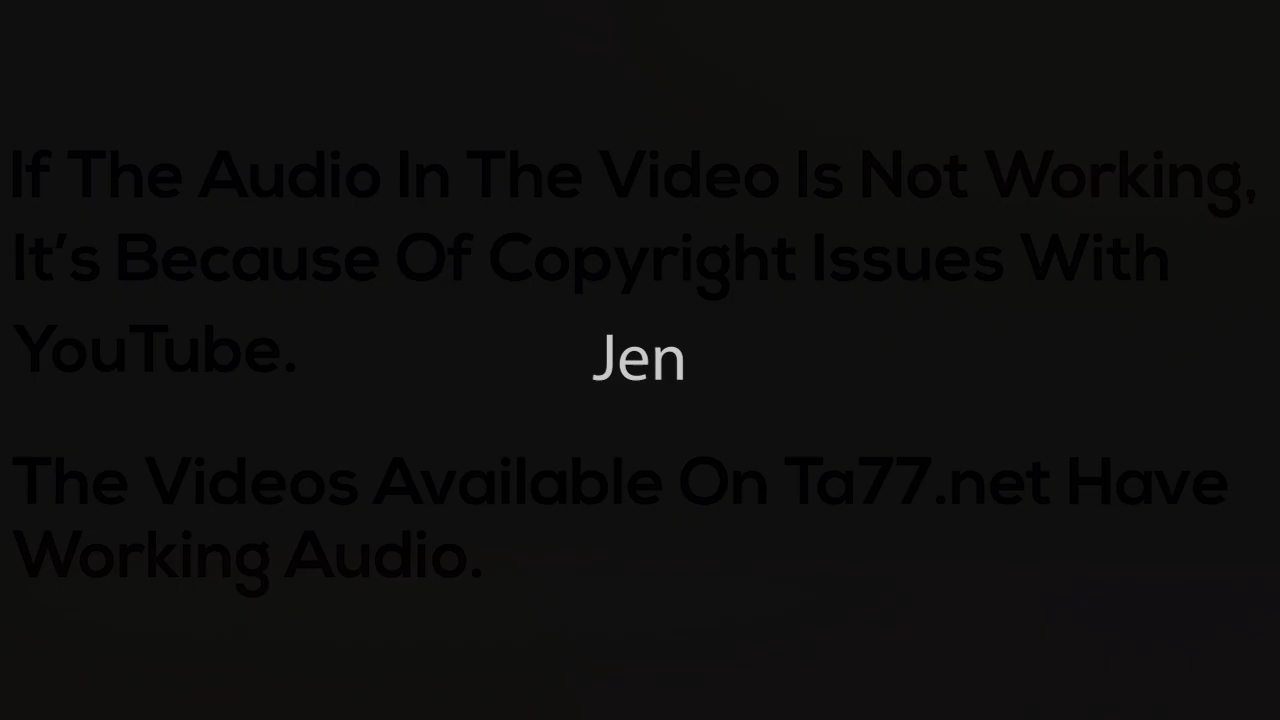 If The Audio In The Video Is Not Working,
It’s Because Of Copyright Issues With
YouTube.
Jen
The Videos Available On Ta77.net Have
Working Audio.